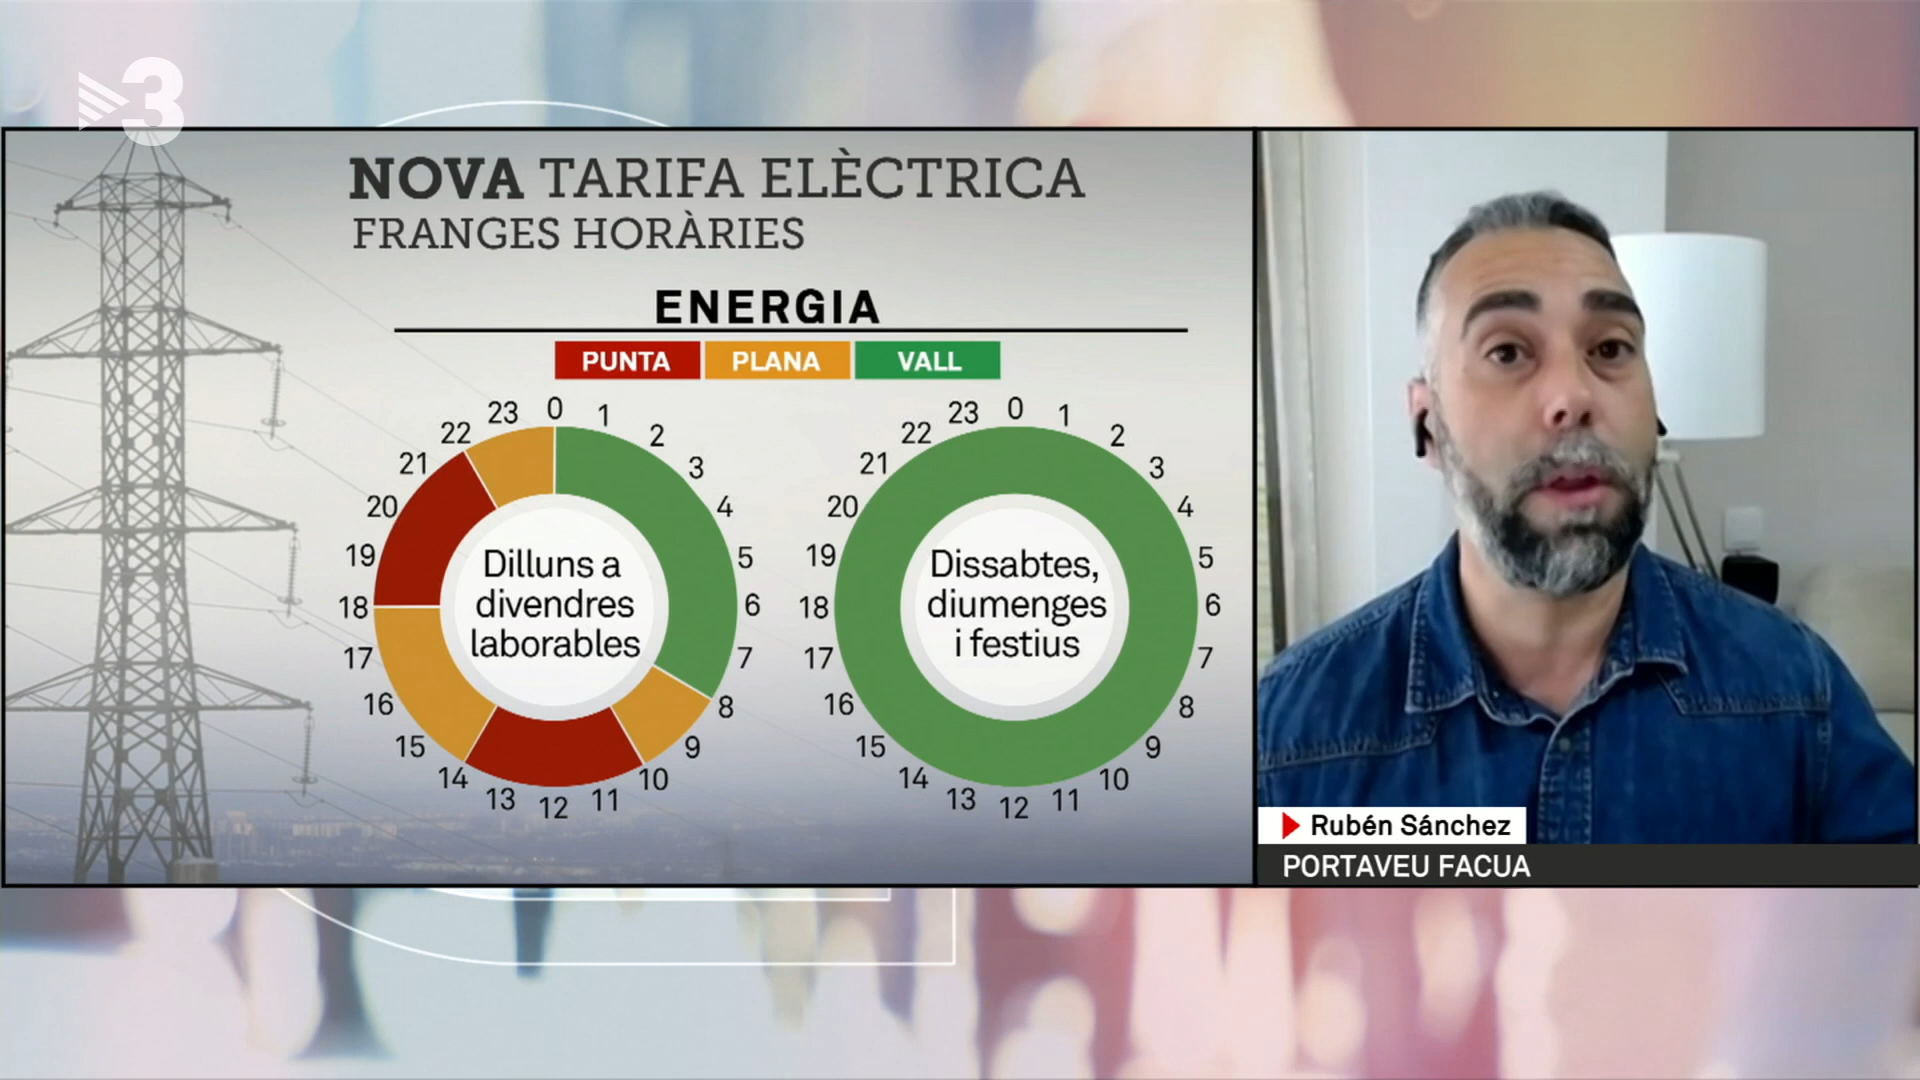 3
NOVA TARIFA ELÈCTRICA
FRANGES HORÀRIES
ENERGIA
PUNTA PLANA VALL
0 1 2 3 4 5 6 7 8 9 10 11 12 13 14 15 16 17 18 19 20 21 22 23
Dilluns a
divendres
laborables
0 1 2 3 4 5 6 7 8 9 10 11 12 13 14 15 16 17 18 19 20 21 22 23
Dissabtes,
diumenges
i festius
Rubén Sánchez
PORTAVEU FACUA